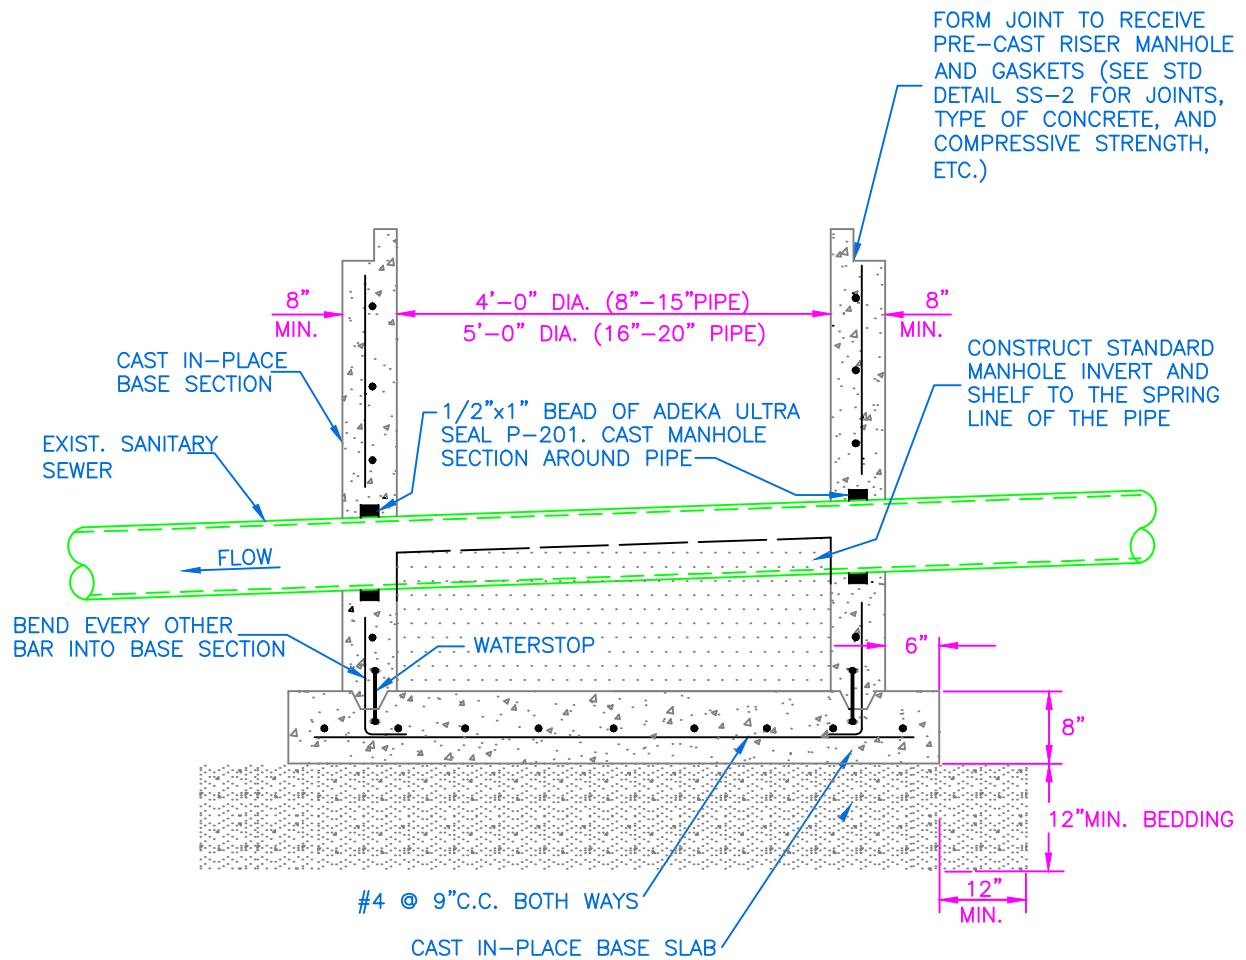 FORM JOINT TO RECEIVE
PRE-CAST RISER MANHOLE
AND GASKETS (SEE STD
DETAIL SS-2 FOR JOINTS,
TYPE OF CONCRETE, AND
COMPRESSIVE STRENGTH,
ETC.)
8"
MIN.
4'-0" DIA. (8"-15"PIPE)
5'-0" DIA. (16"-20" PIPE)
8"
MIN.
CAST IN-PLACE
BASE SECTION
CONSTRUCT STANDARD
MANHOLE INVERT AND
SHELF TO THE SPRING
LINE OF THE PIPE
1/2"x1" BEAD OF ADEKA ULTRA
SEAL P-201. CAST MANHOLE
SECTION AROUND PIPE
EXIST. SANITARY
SEWER
FLOW
BEND EVERY OTHER
BAR INTO BASE SECTION
WATERSTOP
6"
8"
12"MIN. BEDDING
12"
MIN.
#4 @ 9"C.C. BOTH WAYS
CAST IN-PLACE BASE SLAB